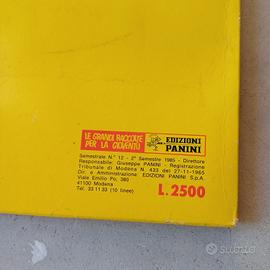 LE GRANDI RACCOLTE
PER LA GIOVENTÙ
EDIZIONI
PANINI
Semestrale N.° 12 - 2° Semestre 1985 - Direttore
Responsabile: Giuseppe PANINI - Registrazione
Tribunale di Modena N. 433 del 27-11-1965
Dir. e Amministrazione: EDIZIONI PANINI S.p.A.
Viale Emilio Po, 380
41100 Modena
Tel. 33 11 33 (10 linee)
L. 2500
subito